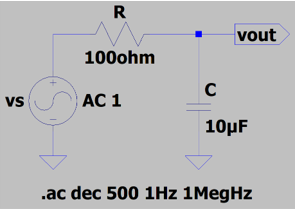 R
100ohm
vout
vs
AC 1
C
10µF
.ac dec 500 1Hz 1MegHz